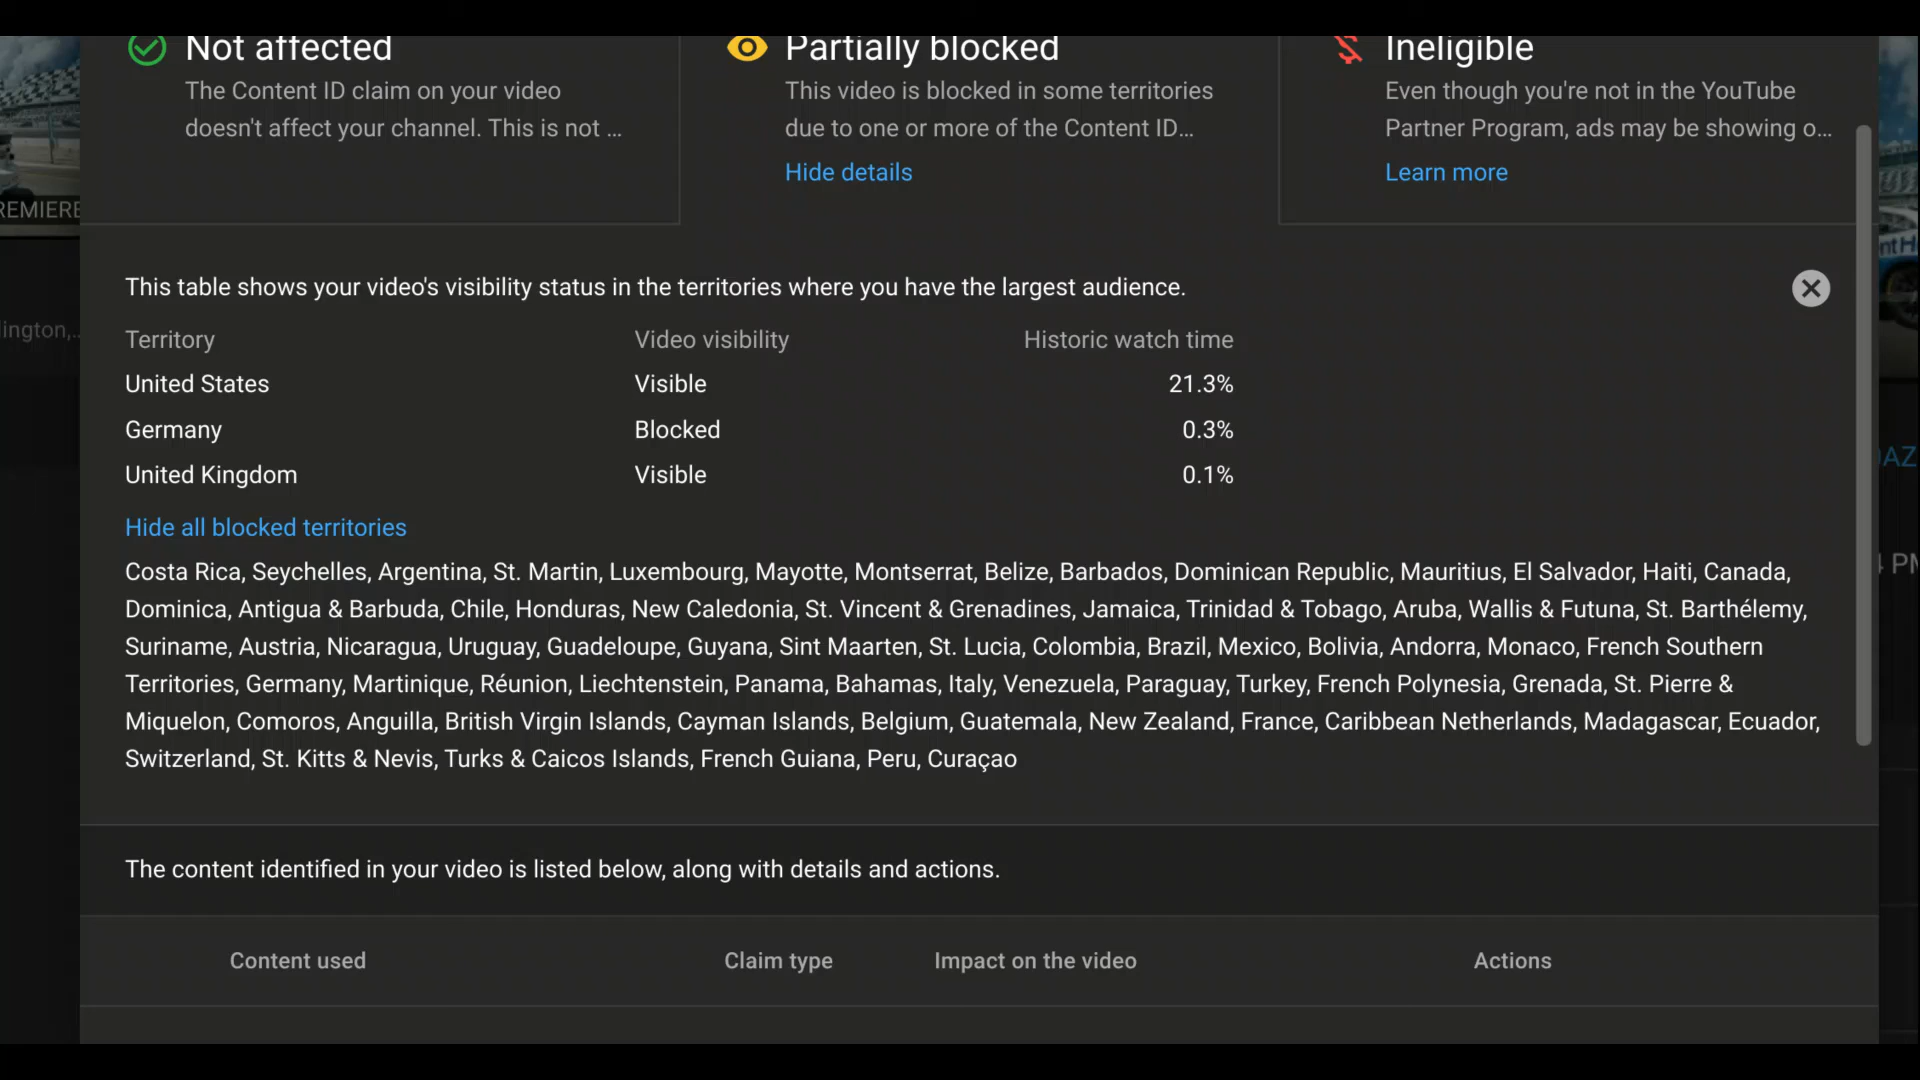 Not affected
The Content ID claim on your video
doesn't affect your channel. This is not ...
Partially blocked
This video is blocked in some territories
due to one or more of the Content ID...
Hide details
Ineligible
Even though you're not in the YouTube
Partner Program, ads may be showing o...
Learn more
REMIERE
This table shows your video's visibility status in the territories where you have the largest audience.
lington,..
Territory Video visibility Historic watch time
United States Visible 21.3%
Germany Blocked 0.3%
United Kingdom Visible 0.1%
DAZ
Hide all blocked territories
Costa Rica, Seychelles, Argentina, St. Martin, Luxembourg, Mayotte, Montserrat, Belize, Barbados, Dominican Republic, Mauritius, El Salvador, Haiti, Canada,
Dominica, Antigua & Barbuda, Chile, Honduras, New Caledonia, St. Vincent & Grenadines, Jamaica, Trinidad & Tobago, Aruba, Wallis & Futuna, St. Barthélemy,
Suriname, Austria, Nicaragua, Uruguay, Guadeloupe, Guyana, Sint Maarten, St. Lucia, Colombia, Brazil, Mexico, Bolivia, Andorra, Monaco, French Southern
Territories, Germany, Martinique, Réunion, Liechtenstein, Panama, Bahamas, Italy, Venezuela, Paraguay, Turkey, French Polynesia, Grenada, St. Pierre &
Miquelon, Comoros, Anguilla, British Virgin Islands, Cayman Islands, Belgium, Guatemala, New Zealand, France, Caribbean Netherlands, Madagascar, Ecuador,
Switzerland, St. Kitts & Nevis, Turks & Caicos Islands, French Guiana, Peru, Curaçao
The content identified in your video is listed below, along with details and actions.
Content used Claim type Impact on the video Actions